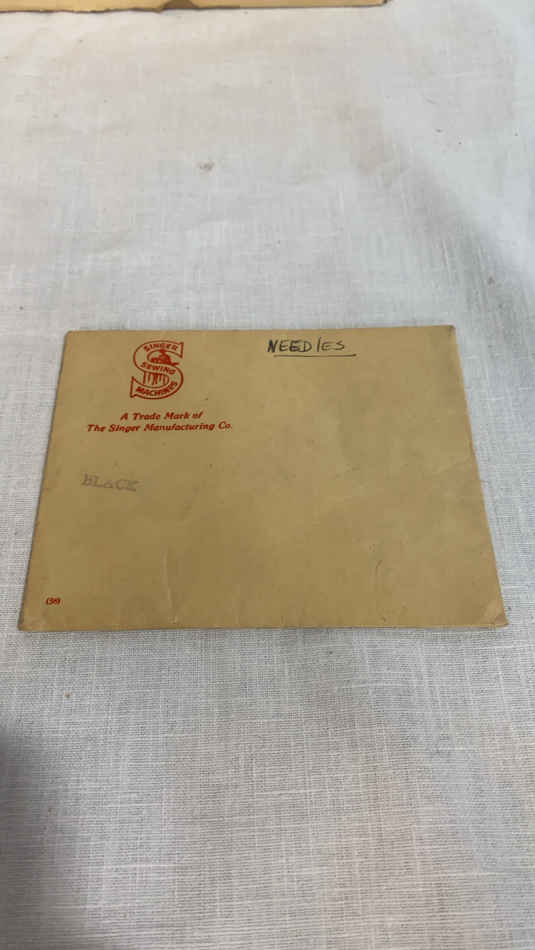 SINGER
SEWING
MACHINES
NEEDLES
A Trade Mark of
The Singer Manufacturing Co.
BLACK